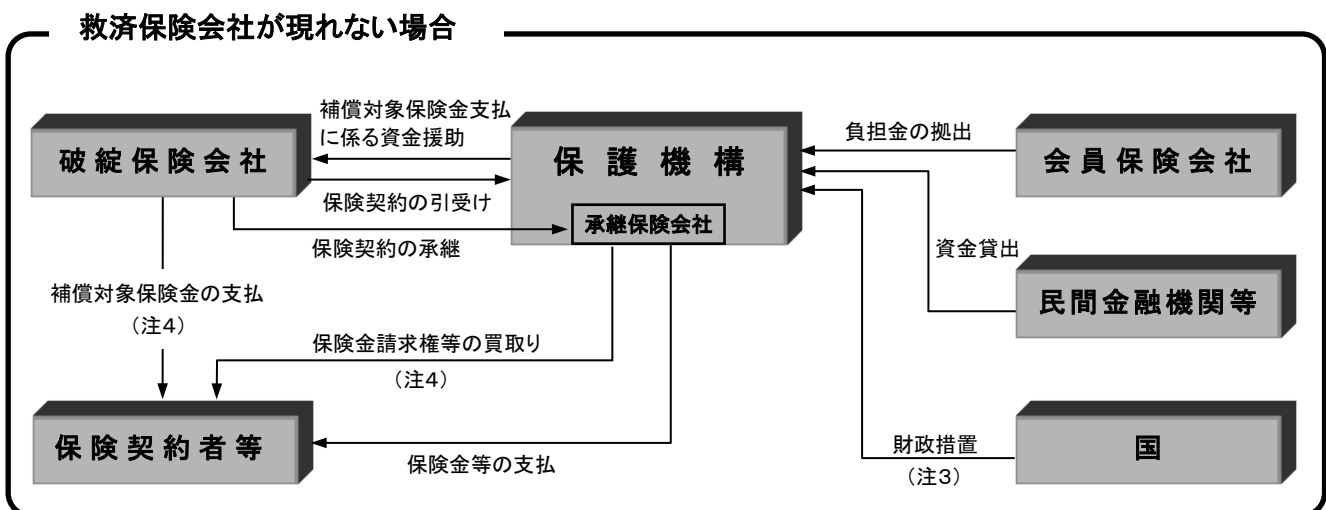 救済保険会社が現れない場合
補償対象保険金支払
に係る資金援助
負担金の拠出
破綻保険会社
保護機構
会員保険会社
保険契約の引受け
承継保険会社
保険契約の承継
資金貸出
補償対象保険金の支払
（注４）
民間金融機関等
保険金請求権等の買取り
（注４）
保険契約者等
財政措置
（注３）
国
保険金等の支払